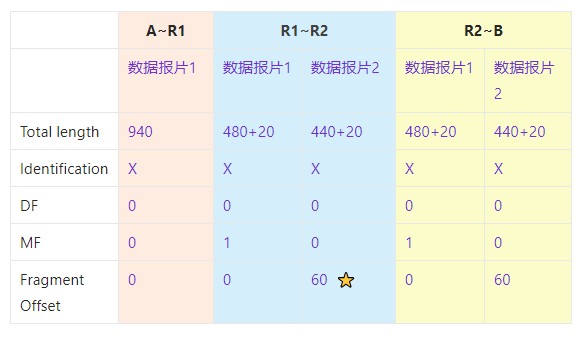 A~R1 R1~R2 R2~B
数据报片1 数据报片1 数据报片2 数据报片1 数据报片
2
Total length 940 480+20 440+20 480+20 440+20
Identification X X X X X
DF 0 0 0 0 0
MF 0 1 0 1 0
Fragment 0 0 60 0 60
Offset